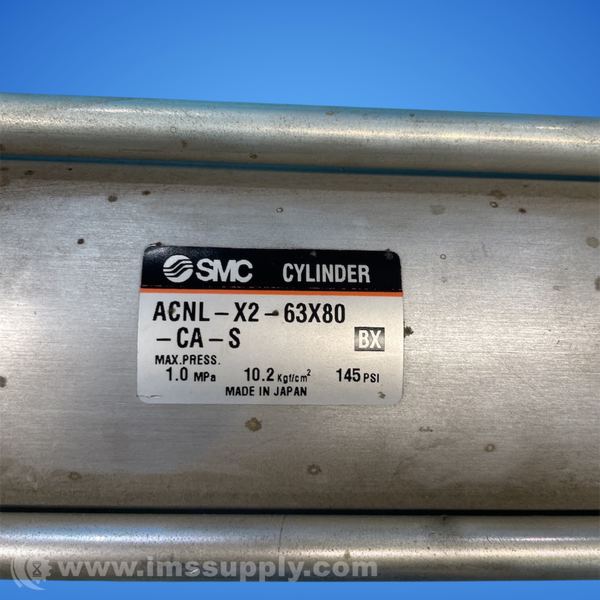 SMC CYLINDER
ACNL-X2-63X80
-CA-S BX
MAX.PRESS.
1.0 MPa 10.2 Kgf/cm² 145 PSI
MADE IN JAPAN
www.imssupply.com